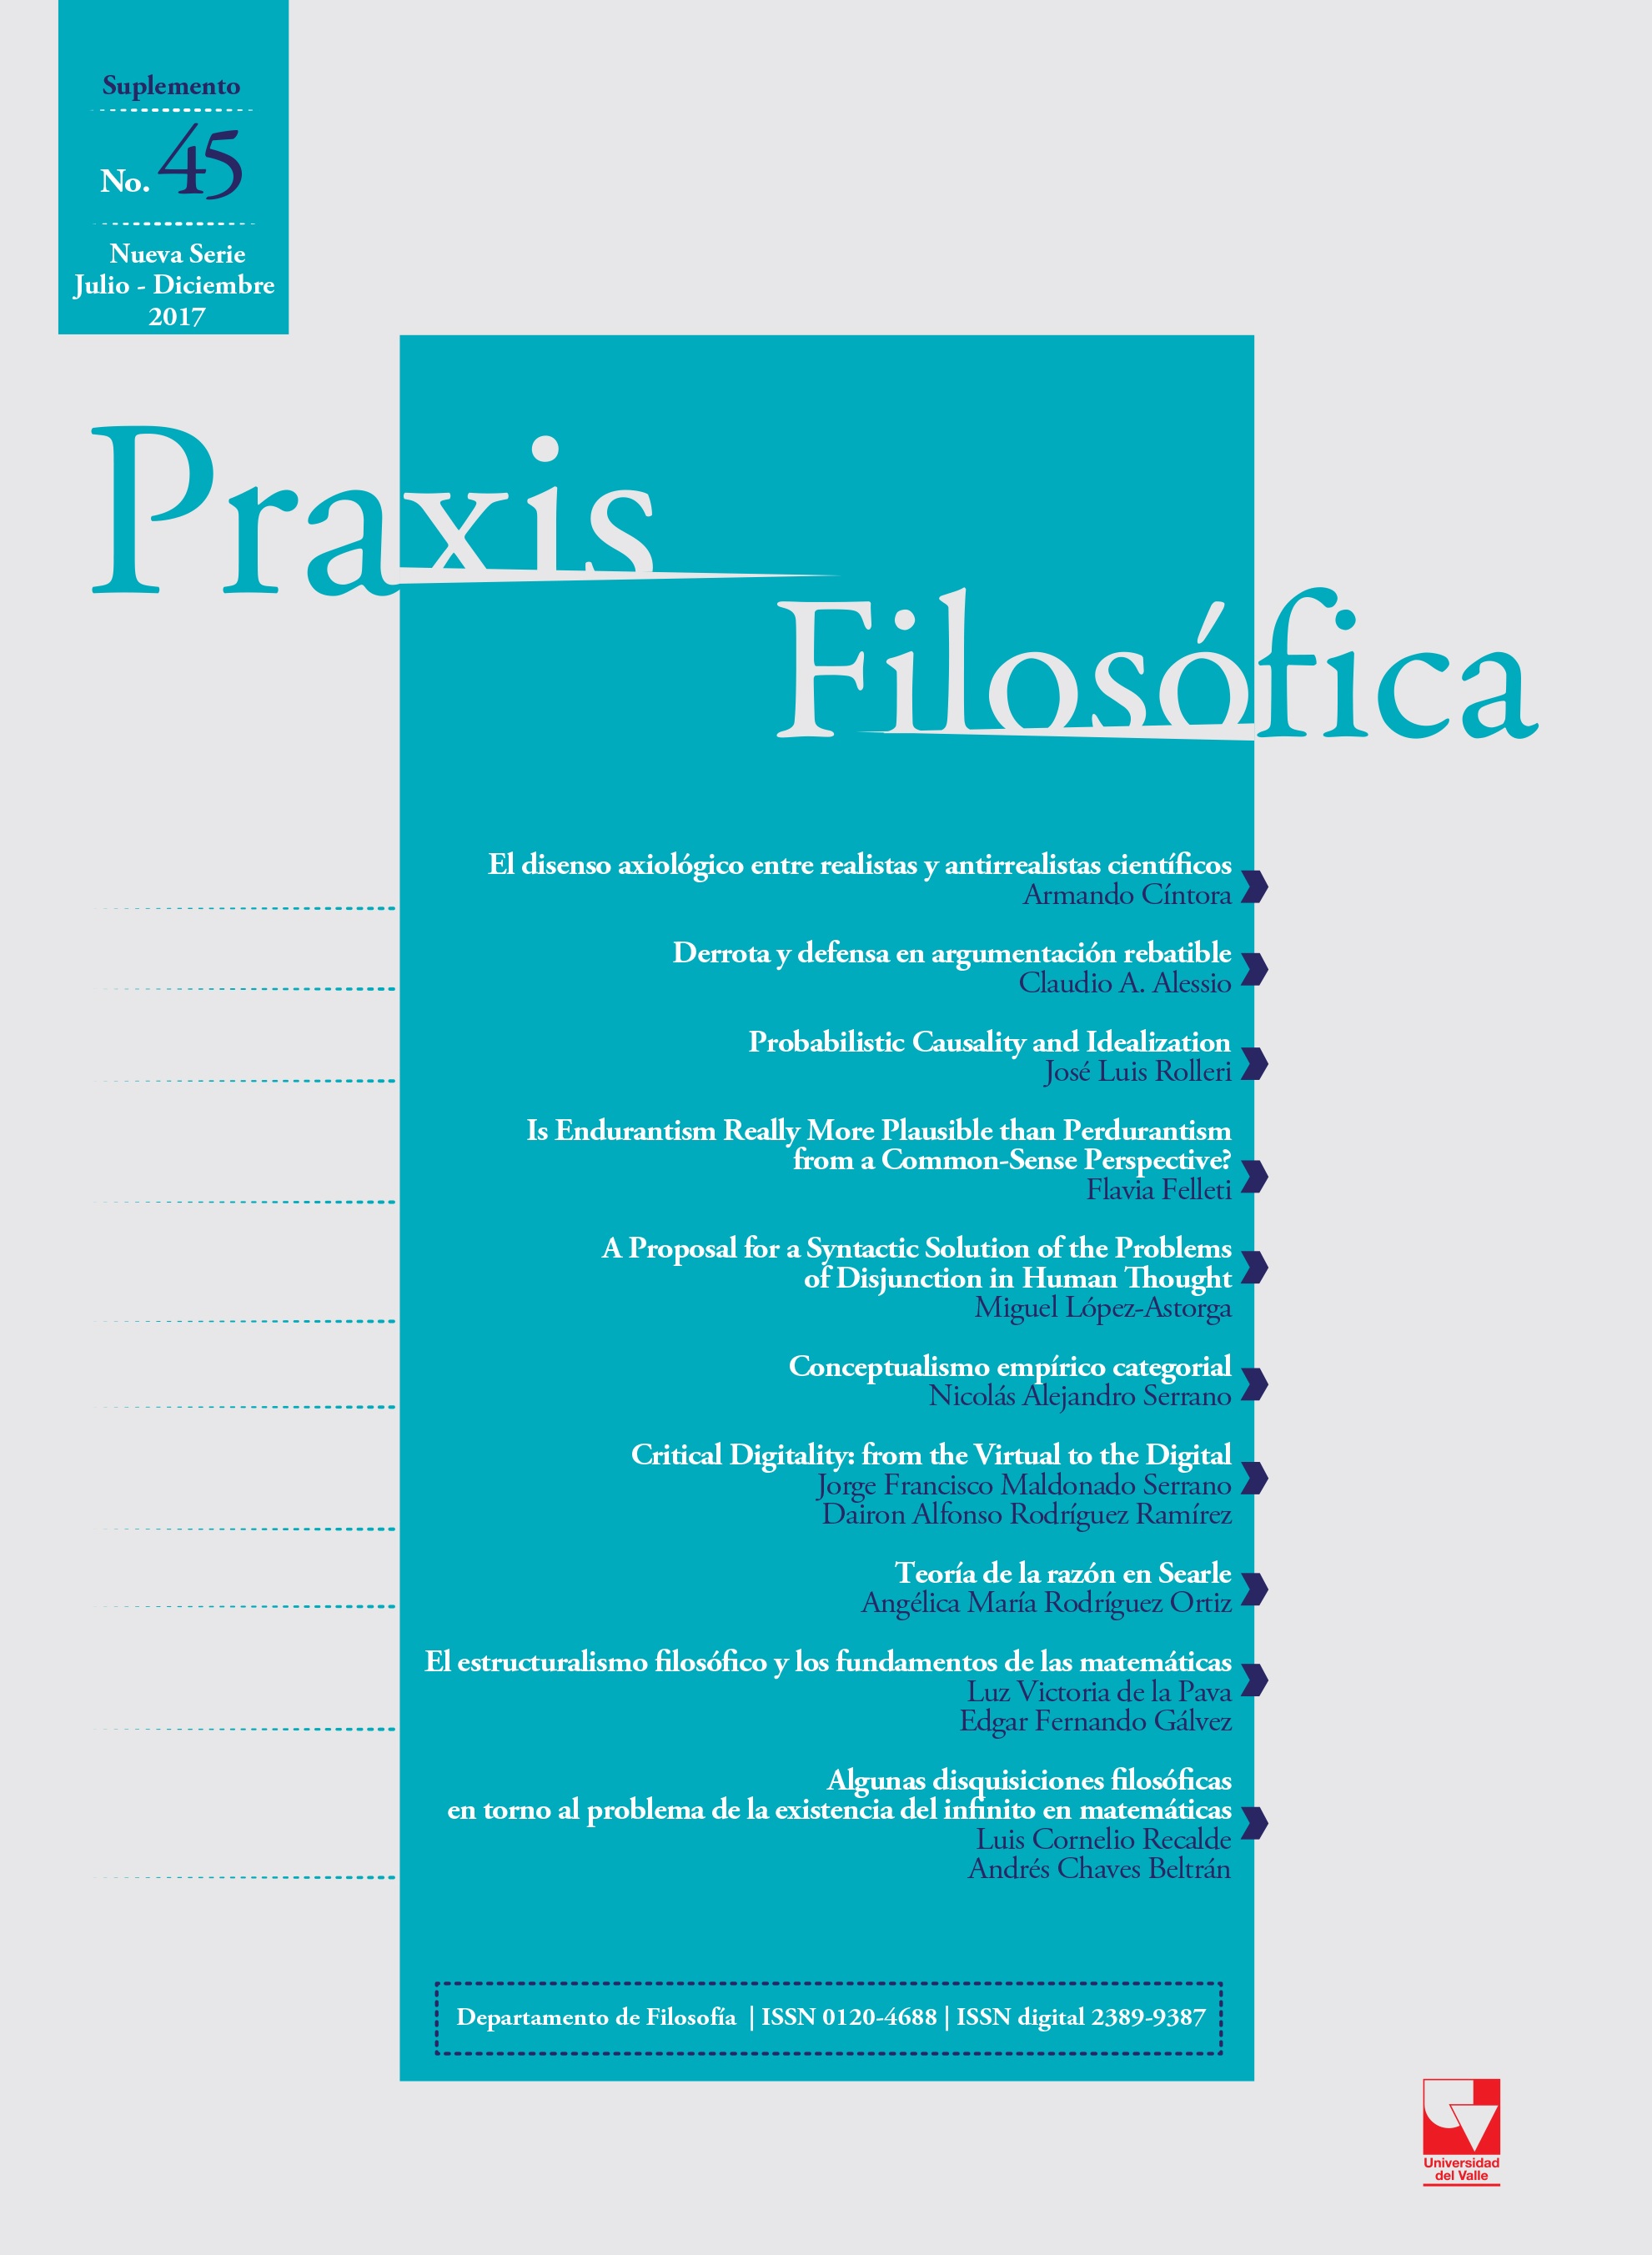 Suplemento
No. 45
Nueva Serie
Julio - Diciembre
2017
Praxis
Filosófica
El disenso axiológico entre realistas y antirrealistas científicos
Armando Cíntora
Derrota y defensa en argumentación rebatible
Claudio A. Alessio
Probabilistic Causality and Idealization
José Luis Rolleri
Is Endurantism Really More Plausible than Perdurantism
from a Common-Sense Perspective?
Flavia Felleti
A Proposal for a Syntactic Solution of the Problems
of Disjunction in Human Thought
Miguel López-Astorga
Conceptualismo empírico categorial
Nicolás Alejandro Serrano
Critical Digitality: from the Virtual to the Digital
Jorge Francisco Maldonado Serrano
Dairon Alfonso Rodríguez Ramírez
Teoría de la razón en Searle
Angélica María Rodríguez Ortiz
El estructuralismo filosófico y los fundamentos de las matemáticas
Luz Victoria de la Pava
Edgar Fernando Gálvez
Algunas disquisiciones filosóficas
en torno al problema de la existencia del infinito en matemáticas
Luis Cornelio Recalde
Andrés Chaves Beltrán
Departamento de Filosofía | ISSN 0120-4688 | ISSN digital 2389-9387
Universidad
del Valle